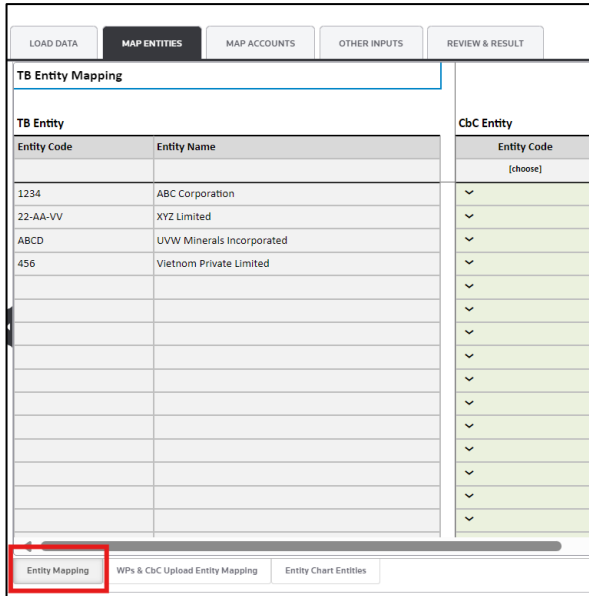 LOAD DATA MAP ENTITIES MAP ACCOUNTS OTHER INPUTS REVIEW & RESULT
TB Entity Mapping
TB Entity CbC Entity
Entity Code Entity Name Entity Code
[choose]
1234 ABC Corporation
22-AA-VV XYZ Limited
ABCD UVW Minerals Incorporated
456 Vietnom Private Limited
Entity Mapping WPs & CbC Upload Entity Mapping Entity Chart Entities